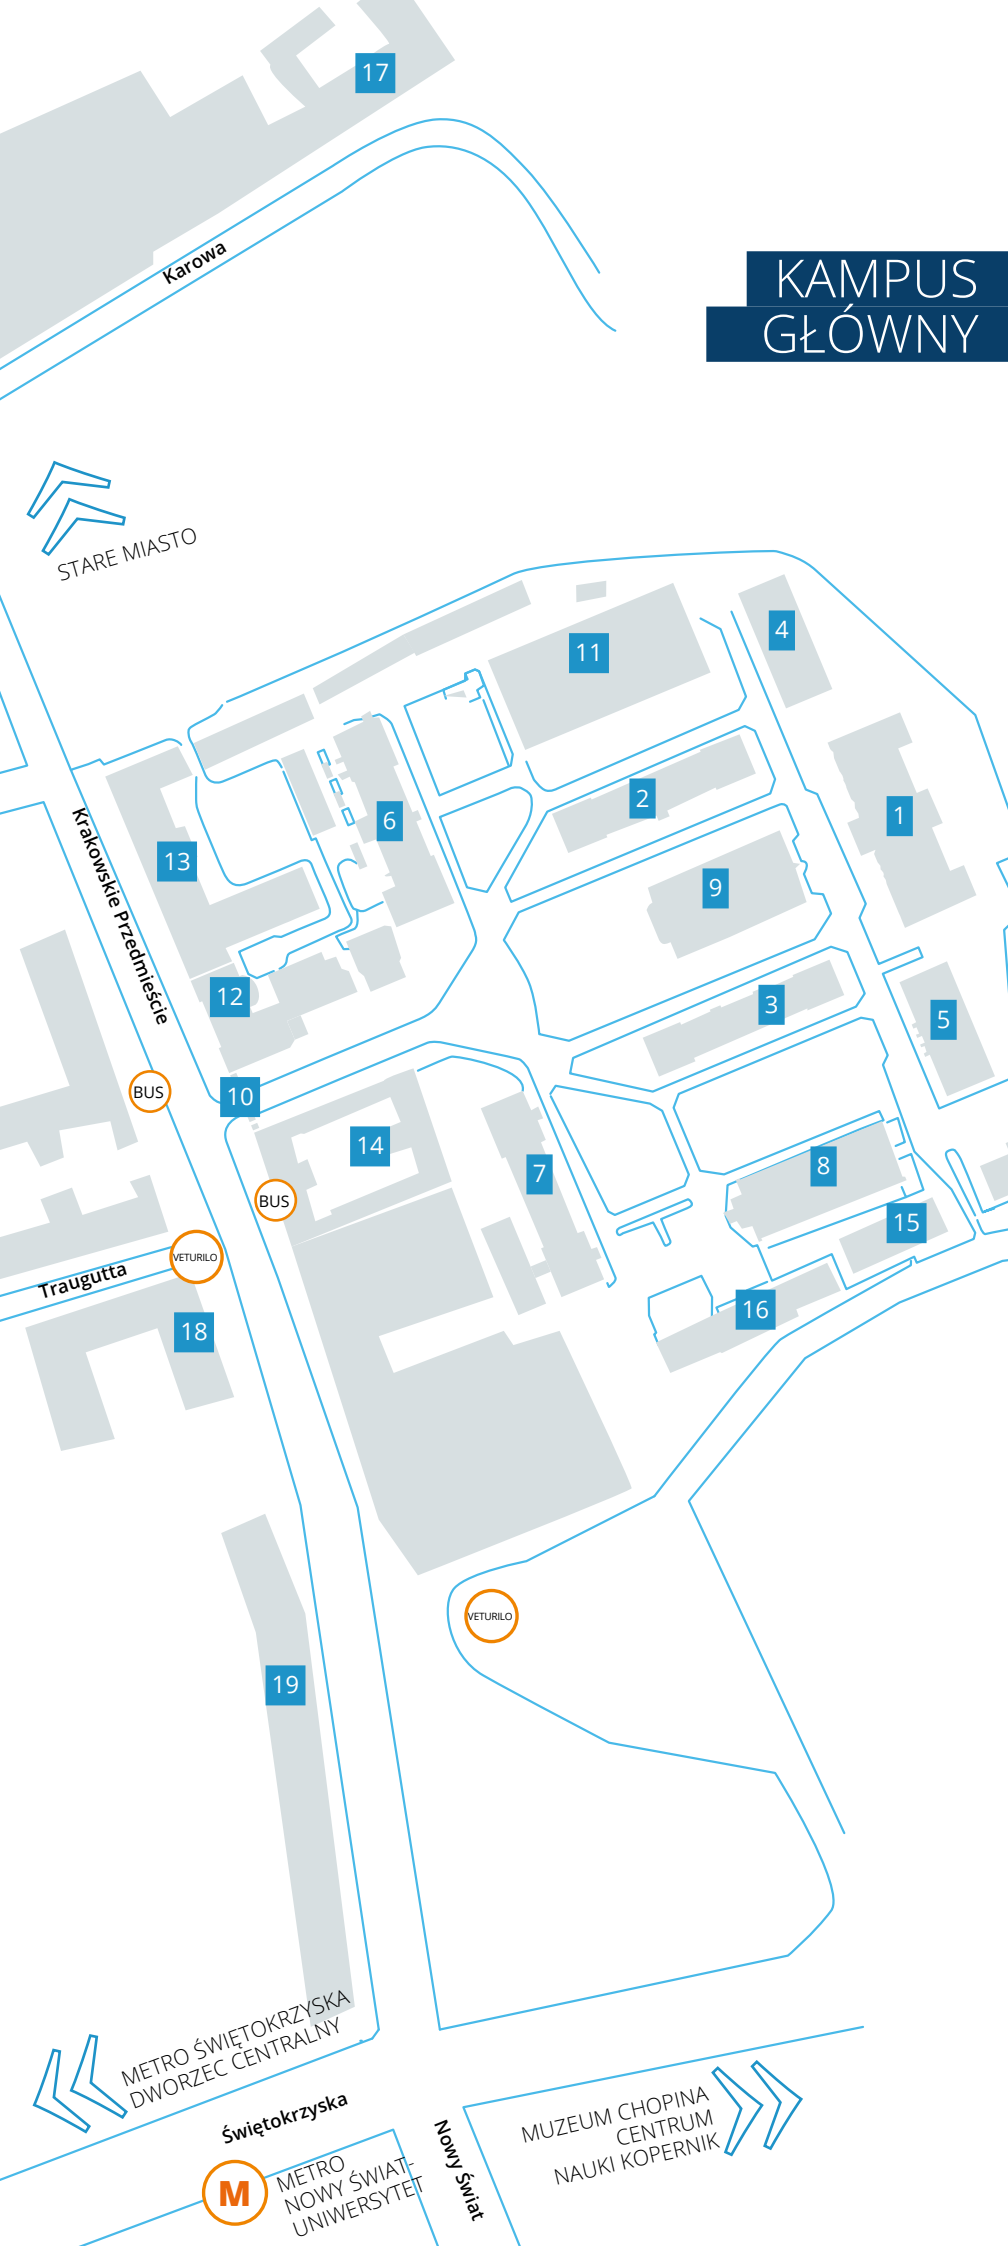 17
Karowa
KAMPUS
GŁÓWNY
STARE MIASTO
4
11
2
1
6
13
9
Krakowskie Przedmieście
12
3
5
BUS
10
14
8
7
BUS
15
VETURILO
Traugutta
16
18
VETURILO
19
METRO ŚWIĘTOKRZYSKA
DWORZEC CENTRALNY
Świętokrzyska
MUZEUM CHOPINA
CENTRUM
NAUKI KOPERNIK
Nowy Świat
M
METRO
NOWY ŚWIAT-
UNIWERSYTET